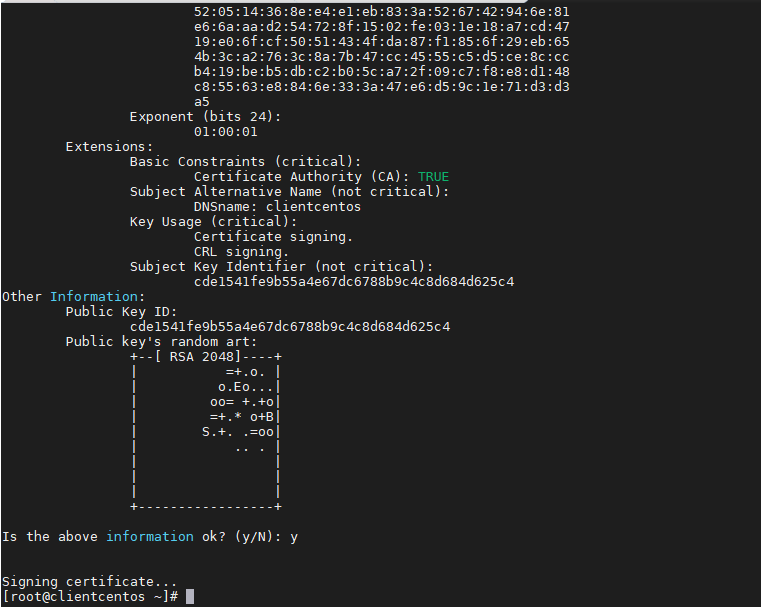 52:05:14:36:8e:e4:e1:eb:83:3a:52:67:42:94:6e:81
e6:6a:aa:d2:54:72:8f:15:02:fe:03:1e:18:a7:cd:47
19:e0:6f:cf:50:51:43:4f:da:87:f1:85:6f:29:eb:65
4b:3c:a2:76:3c:8a:7b:47:cc:45:55:c5:d5:ce:8c:cc
b4:19:be:b5:db:c2:b0:5c:a7:2f:09:c7:f8:e8:d1:48
c8:55:63:e8:84:6e:33:3a:47:e6:d5:9c:1e:71:d3:d3
a5
Exponent (bits 24):
01:00:01
Extensions:
Basic Constraints (critical):
Certificate Authority (CA): TRUE
Subject Alternative Name (not critical):
DNSname: clientcentos
Key Usage (critical):
Certificate signing.
CRL signing.
Subject Key Identifier (not critical):
cde1541fe9b55a4e67dc6788b9c4c8d684d625c4
Other Information:
Public Key ID:
cde1541fe9b55a4e67dc6788b9c4c8d684d625c4
Public key's random art:
+--[ RSA 2048]----+
|           =+.o. |
|          o.Eo...|
|         oo= +.+o|
|         =+.* o+B|
|        S.+. .=oo|
|            .. . |
|                 |
|                 |
|                 |
+-----------------+
Is the above information ok? (y/N): y
Signing certificate...
[root@clientcentos ~]#